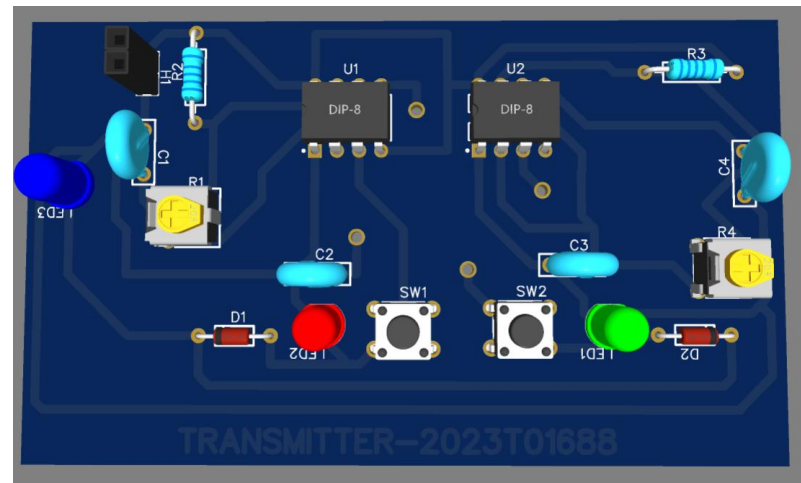 H1
R2
U1
U2
R3
DIP-8
DIP-8
C1
C4
LED3
R1
R4
C2
C3
SW1
SW2
D1
LED2
LED1
D2
TRANSMITTER-2023T01688